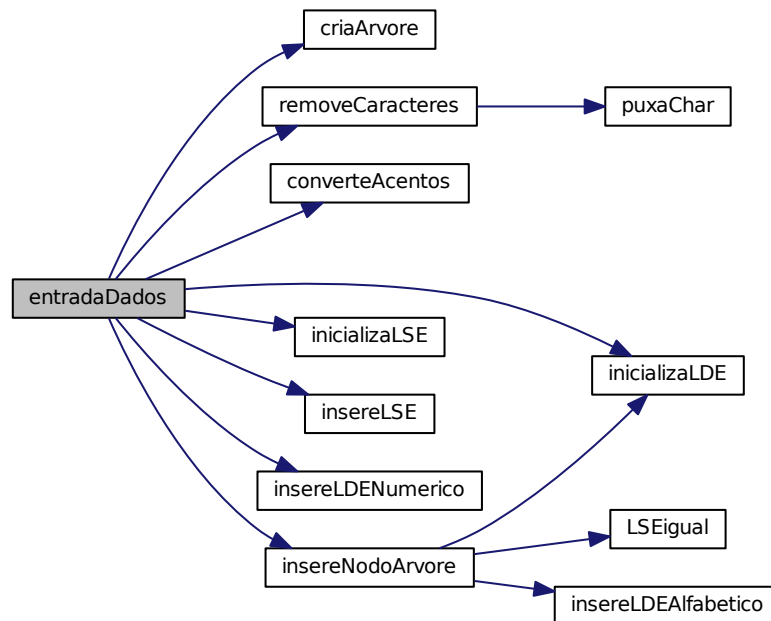 criaArvore
removeCaracteres
puxaChar
converteAcentos
entradaDados
inicializaLSE
inicializaLDE
insereLSE
insereLDENumerico
LSEigual
insereNodoArvore
insereLDEAlfabetico